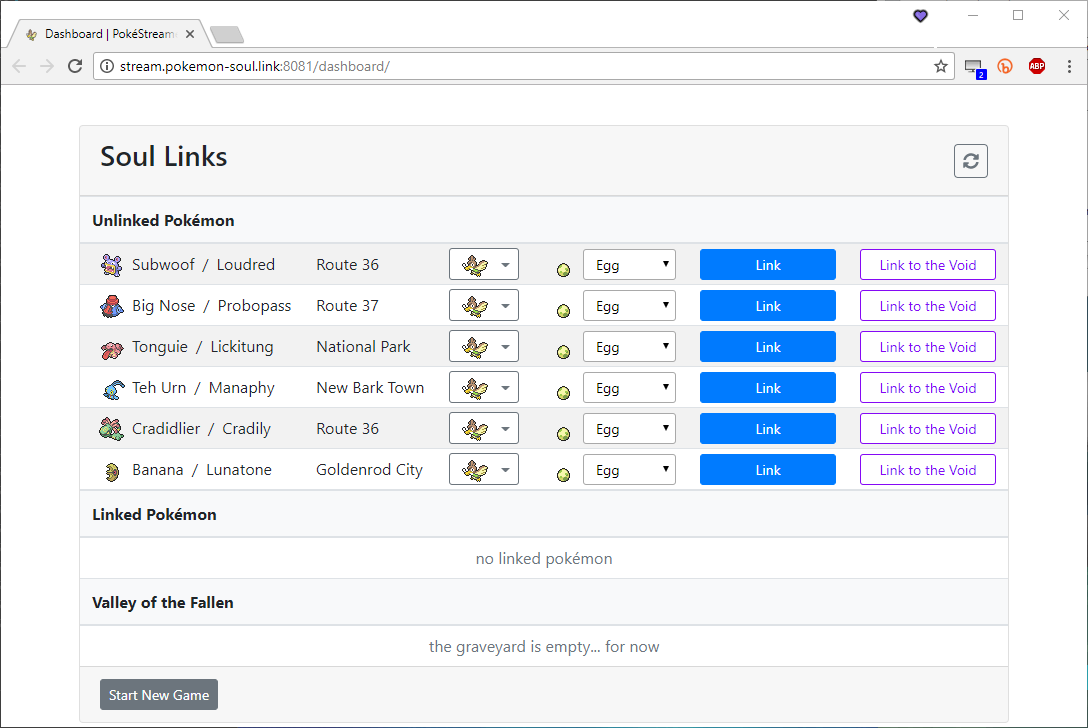 Dashboard | PokéStream
stream.pokemon-soul.link:8081/dashboard/
2
ABP
Soul Links
Unlinked Pokémon
Subwoof / Loudred Route 36 Egg Link Link to the Void
Big Nose / Probopass Route 37 Egg Link Link to the Void
Tonguie / Lickitung National Park Egg Link Link to the Void
Teh Urn / Manaphy New Bark Town Egg Link Link to the Void
Cradidlier / Cradily Route 36 Egg Link Link to the Void
Banana / Lunatone Goldenrod City Egg Link Link to the Void
Linked Pokémon
no linked pokémon
Valley of the Fallen
the graveyard is empty... for now
Start New Game